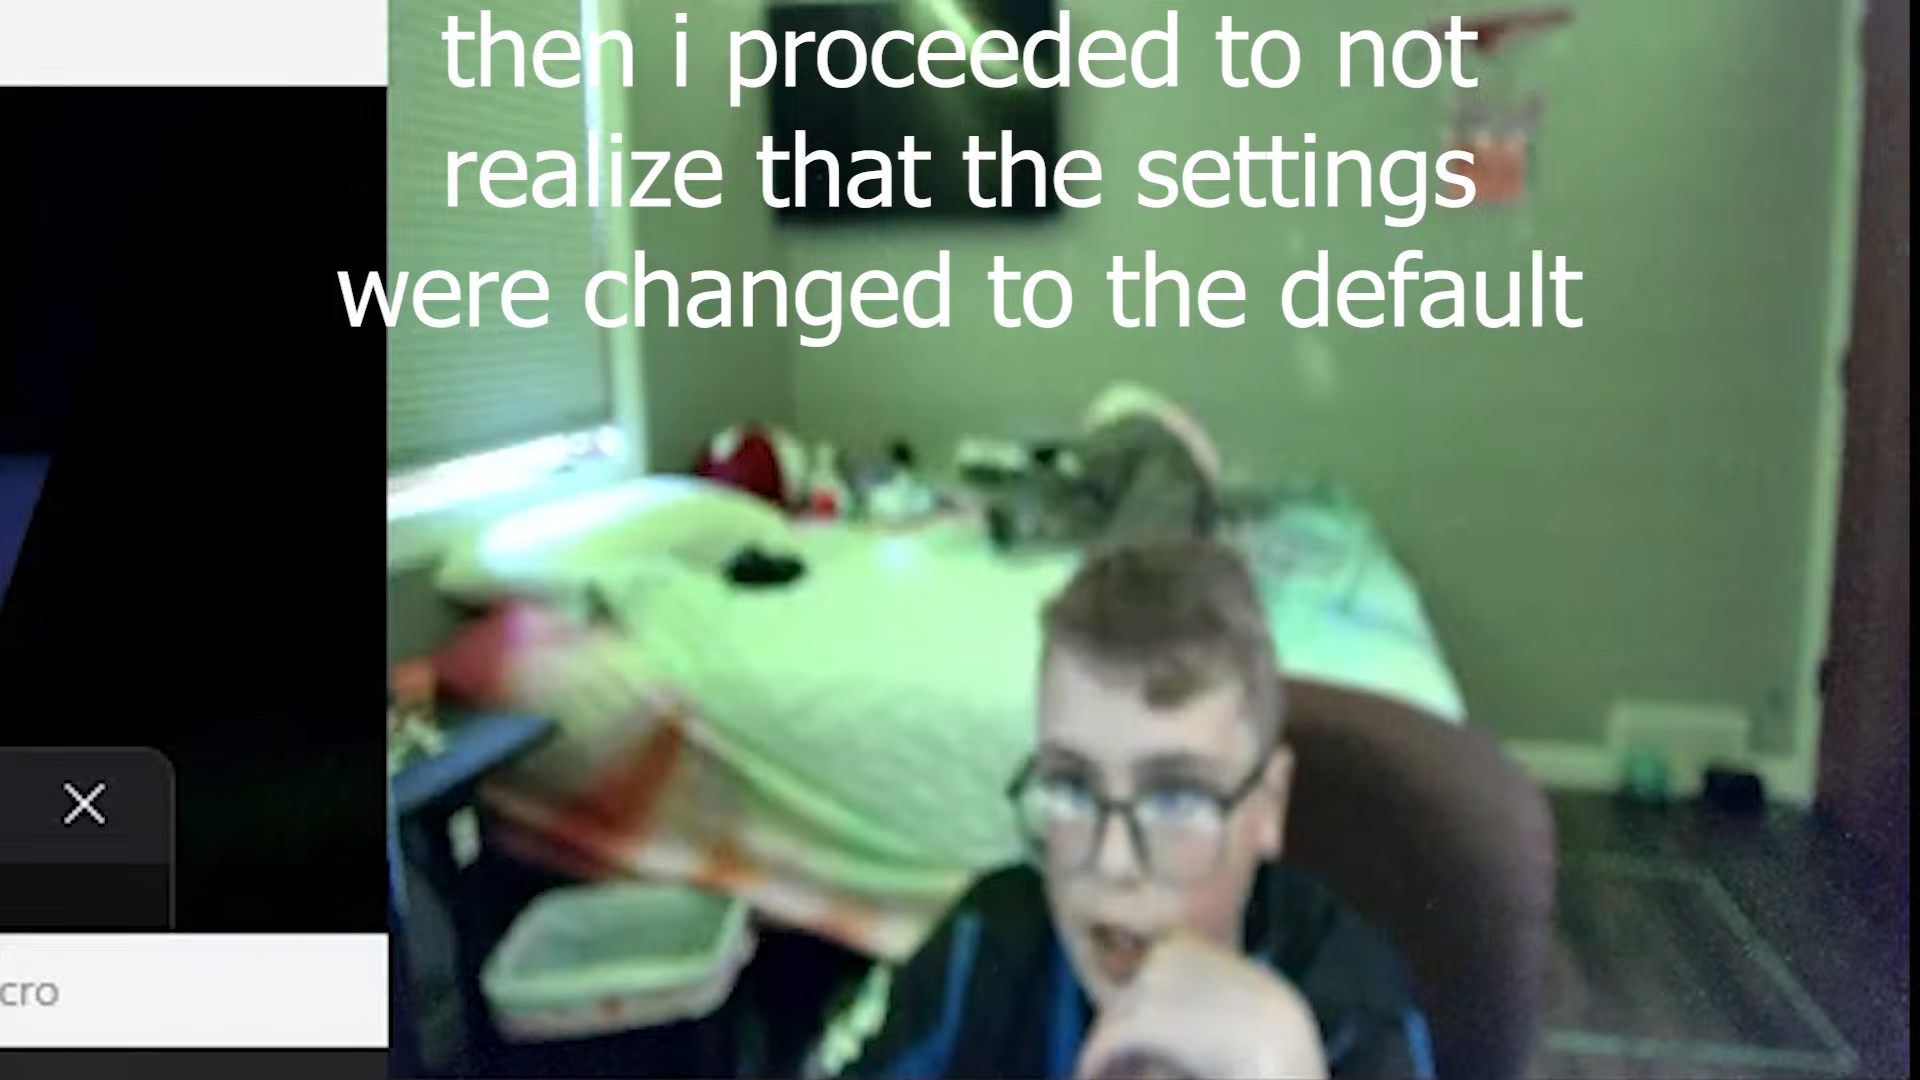 then i proceeded to not
realize that the settings
were changed to the default
cro